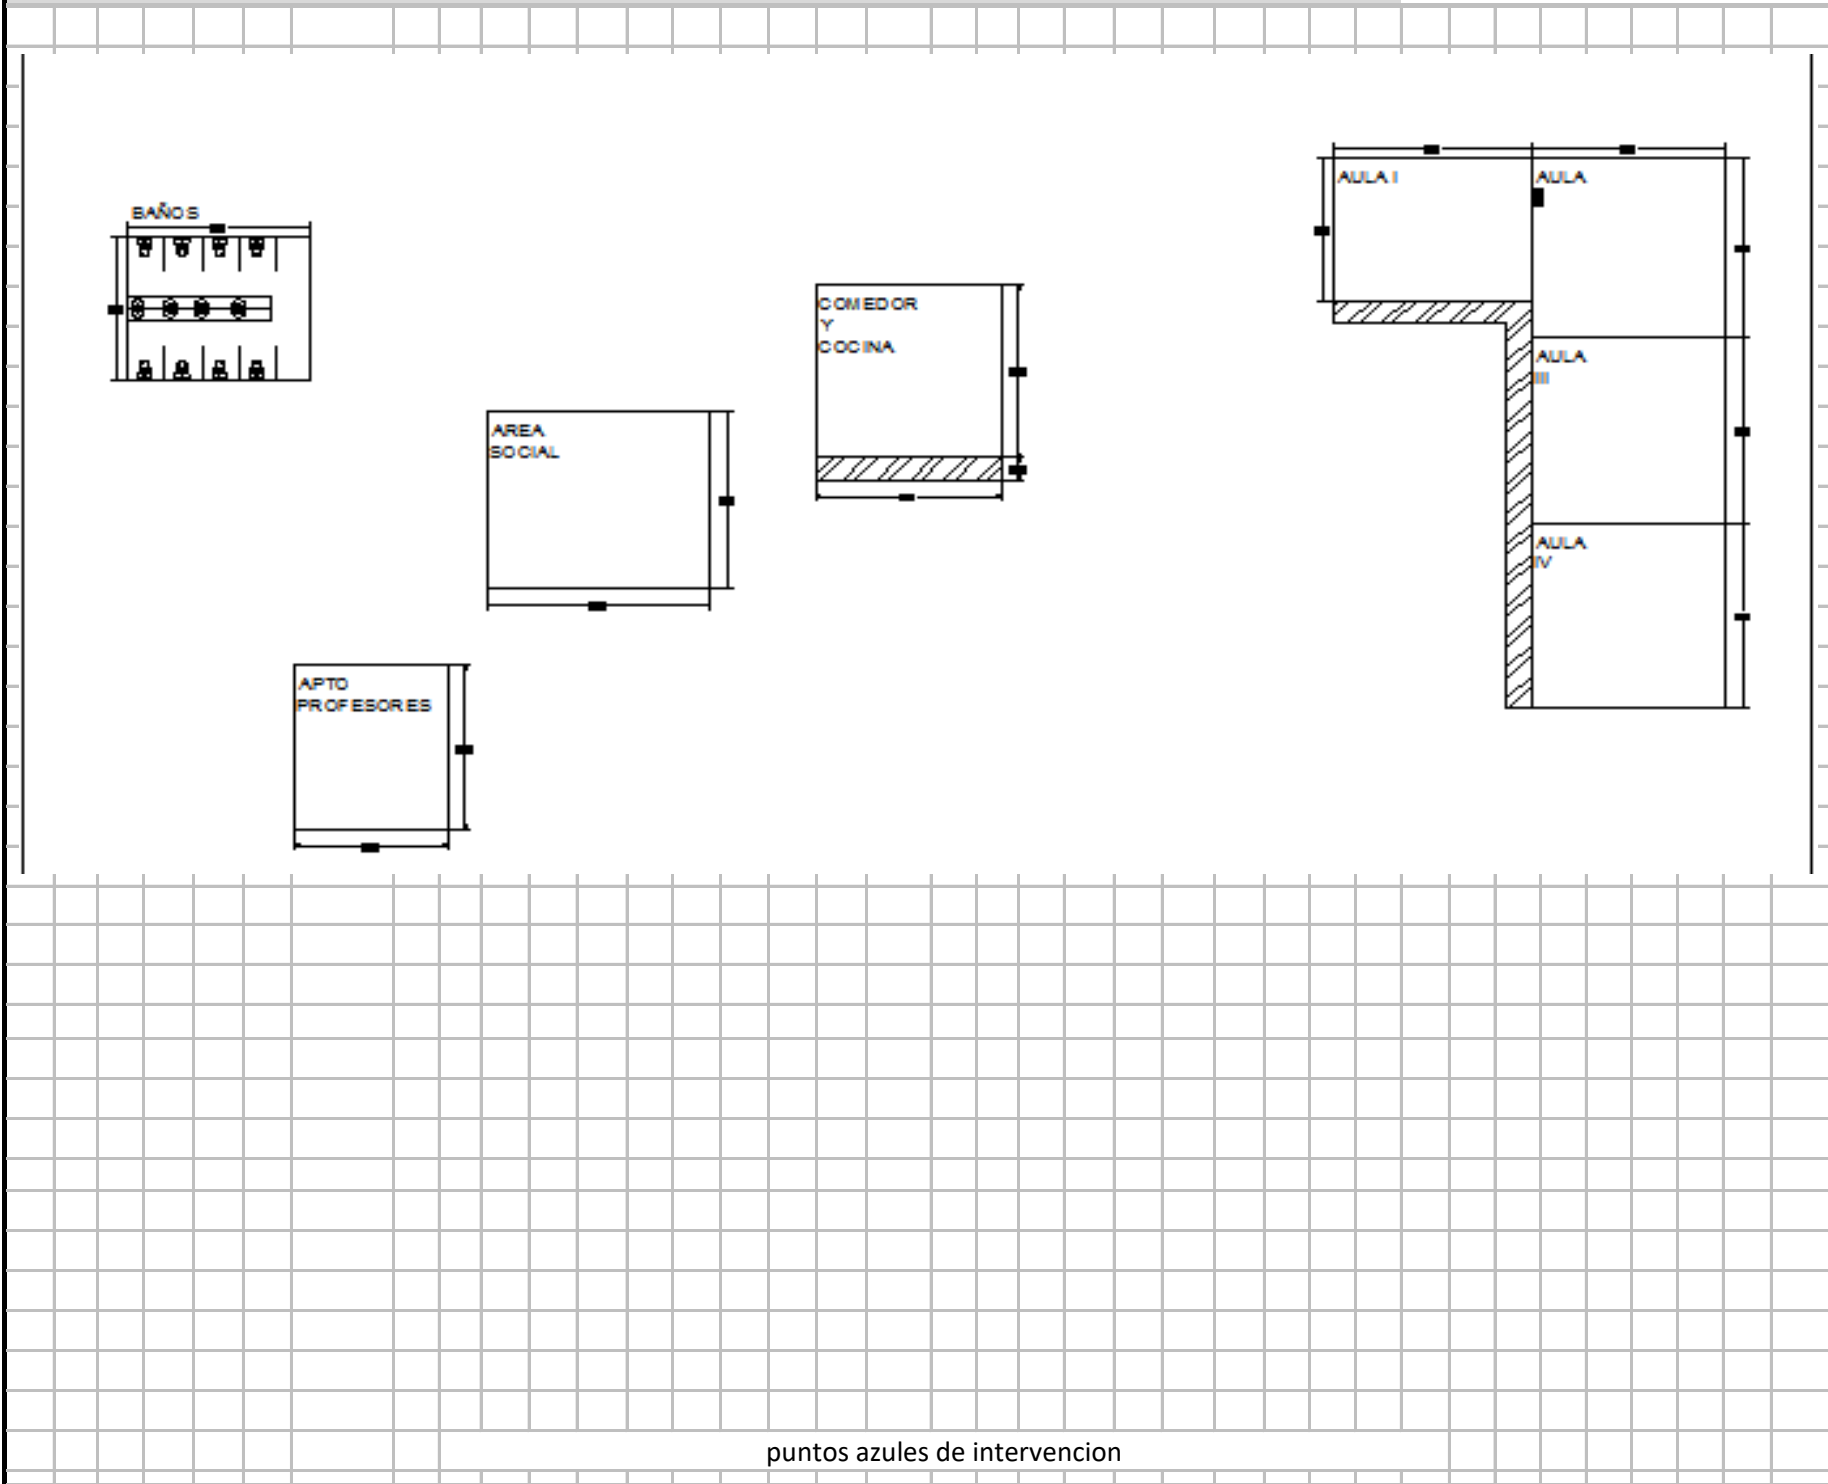 BAÑOS
AULA I
AULA
COMEDOR
Y
COCINA
AULA
III
AREA
SOCIAL
AULA
IV
APTO
PROFESORES
puntos azules de intervencion